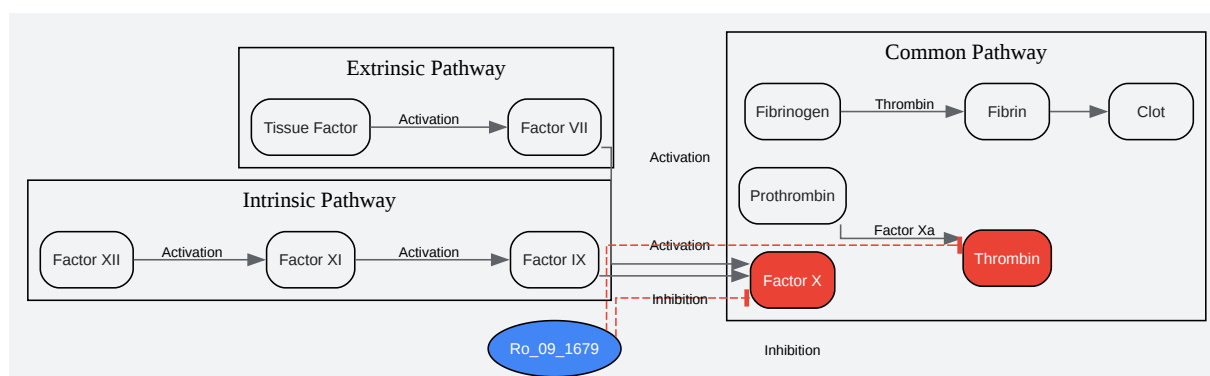 Common Pathway
Extrinsic Pathway
Fibrinogen
Thrombin
Fibrin
Clot
Tissue Factor
Activation
Factor VII
Activation
Prothrombin
Intrinsic Pathway
Factor Xa
Factor XII
Activation
Factor XI
Activation
Factor IX
Activation
Thrombin
Factor X
Inhibition
Ro_09_1679
Inhibition